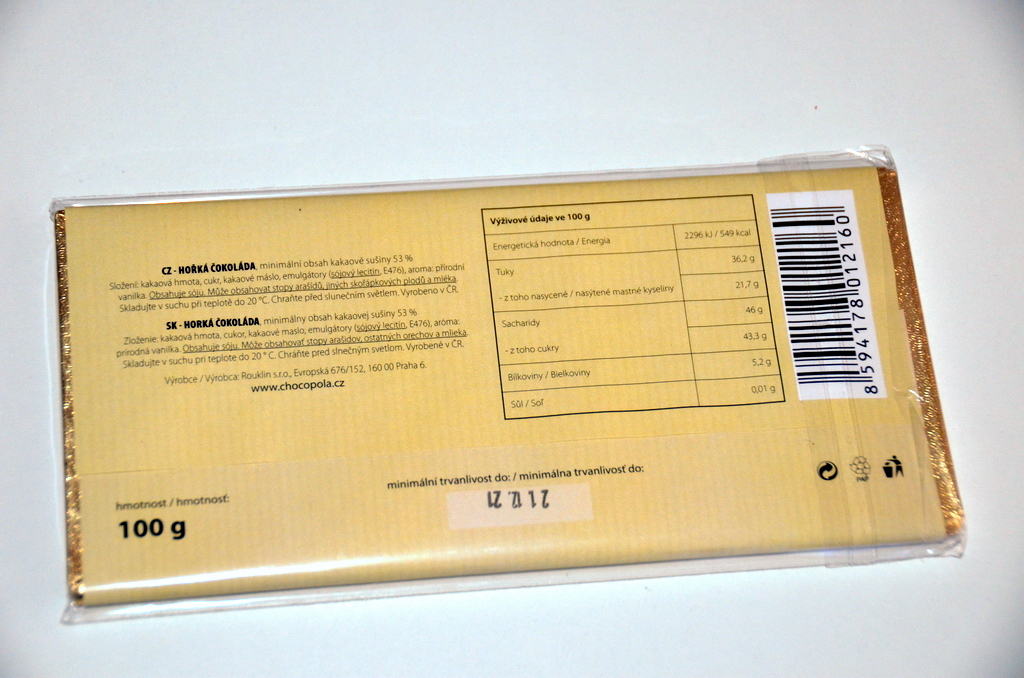 CZ - HOŘKÁ ČOKOLÁDA, minimální obsah kakaové sušiny 53 %
Složení: kakaová hmota, cukr, kakaové máslo, emulgátory (sójový lecitin, E476), aroma: přírodní
vanilka. Obsahuje sóju. Může obsahovat stopy arašídů, jiných skořápkových plodů a mléka.
Skladujte v suchu při teplotě do 20 °C. Chraňte před slunečním světlem. Vyrobeno v ČR.
SK - HORKÁ ČOKOLÁDA, minimálny obsah kakaovej sušiny 53 %
Zloženie: kakaová hmota, cukor, kakaové maslo, emulgátory (sójový lecitin, E476), aróma:
prírodná vanilka. Obsahuje sóju. Môže obsahovať stopy arašidov, ostatných orechov a mlieka.
Skladujte v suchu pri teplote do 20 °C. Chráňte pred slnečným svetlom. Vyrobené v ČR.
Výrobce / Výrobca: Rouklin s.r.o., Evropská 676/152, 160 00 Praha 6.
www.chocopola.cz
Výživové údaje ve 100 g
Energetická hodnota / Energia 2296 kJ / 549 kcal
Tuky 36,2 g
- z toho nasycené / nasýtené mastné kyseliny 21,7 g
Sacharidy 46 g
- z toho cukry 43,3 g
Bílkoviny / Bielkoviny 5,2 g
Sůl / Soľ 0,01 g
8 594178 012160
PAP
minimální trvanlivost do: / minimálna trvanlivosť do:
21.12.21
hmotnost / hmotnosť:
100 g